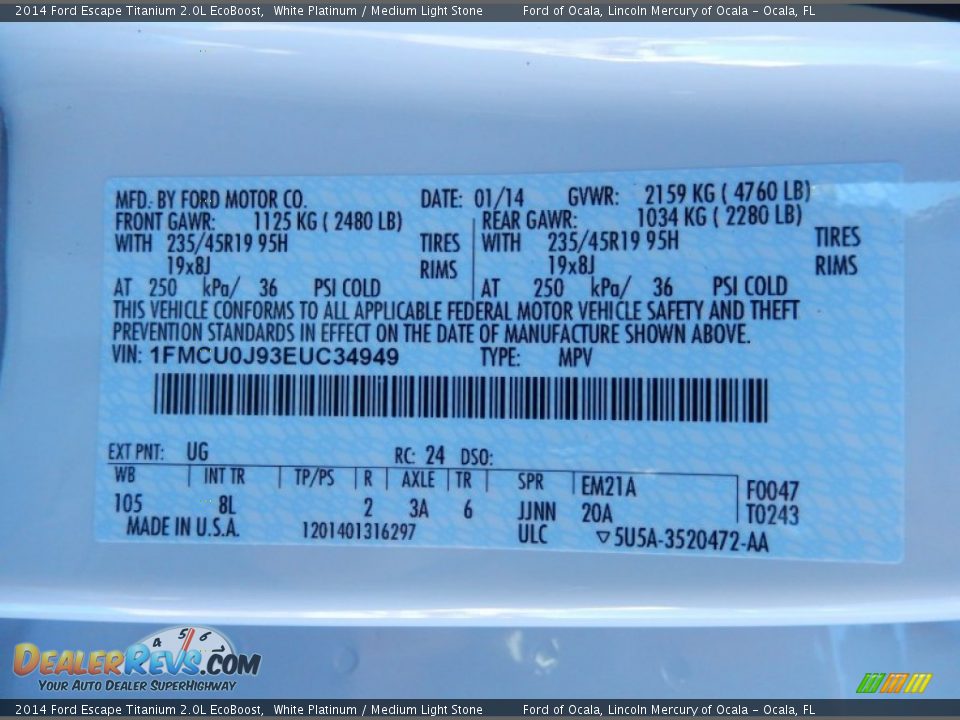 2014 Ford Escape Titanium 2.0L EcoBoost, White Platinum / Medium Light Stone Ford of Ocala, Lincoln Mercury of Ocala - Ocala, FL
MFD. BY FORD MOTOR CO. DATE: 01/14 GVWR: 2159 KG ( 4760 LB)
FRONT GAWR: 1125 KG ( 2480 LB) REAR GAWR: 1034 KG ( 2280 LB)
WITH 235/45R19 95H TIRES WITH 235/45R19 95H TIRES
19x8J RIMS 19x8J RIMS
AT 250 kPa/ 36 PSI COLD AT 250 kPa/ 36 PSI COLD
THIS VEHICLE CONFORMS TO ALL APPLICABLE FEDERAL MOTOR VEHICLE SAFETY AND THEFT
PREVENTION STANDARDS IN EFFECT ON THE DATE OF MANUFACTURE SHOWN ABOVE.
VIN: 1FMCU0J93EUC34949 TYPE: MPV
EXT PNT: UG RC: 24 DSO:
WB INT TR TP/PS R AXLE TR SPR EM21A F0047
105 8L 2 3A 6 JJNN 20A T0243
MADE IN U.S.A. 1201401316297 ULC ▽5U5A-3520472-AA
4 5 6
DEALERREVS.COM
YOUR AUTO DEALER SUPERHIGHWAY
2014 Ford Escape Titanium 2.0L EcoBoost, White Platinum / Medium Light Stone Ford of Ocala, Lincoln Mercury of Ocala - Ocala, FL